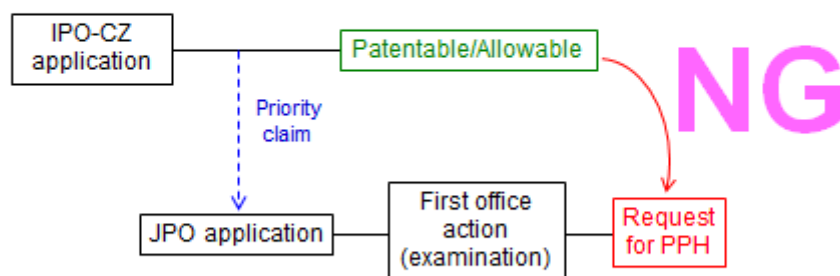 IPO-CZ
application
Patentable/Allowable
NG
Priority
claim
JPO application
First office
action
(examination)
Request
for PPH